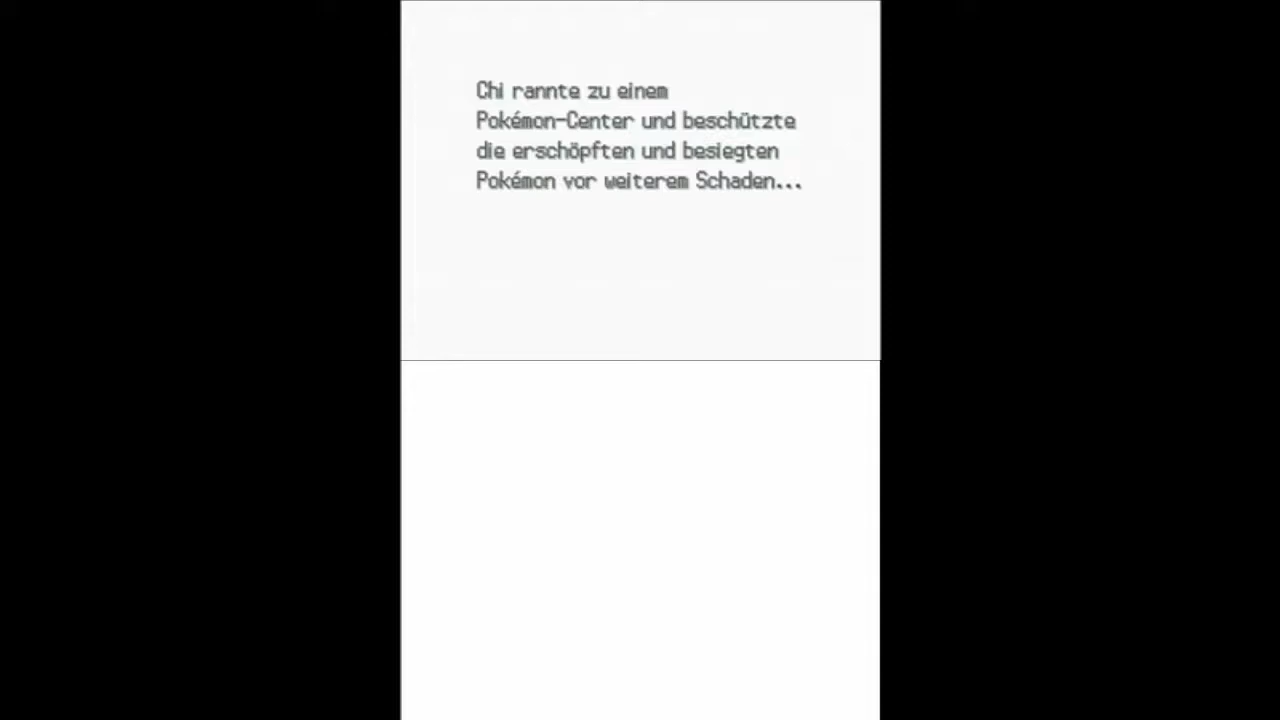 Chi rannte zu einem
Pokémon-Center und beschützte
die erschöpften und besiegten
Pokémon vor weiterem Schaden...